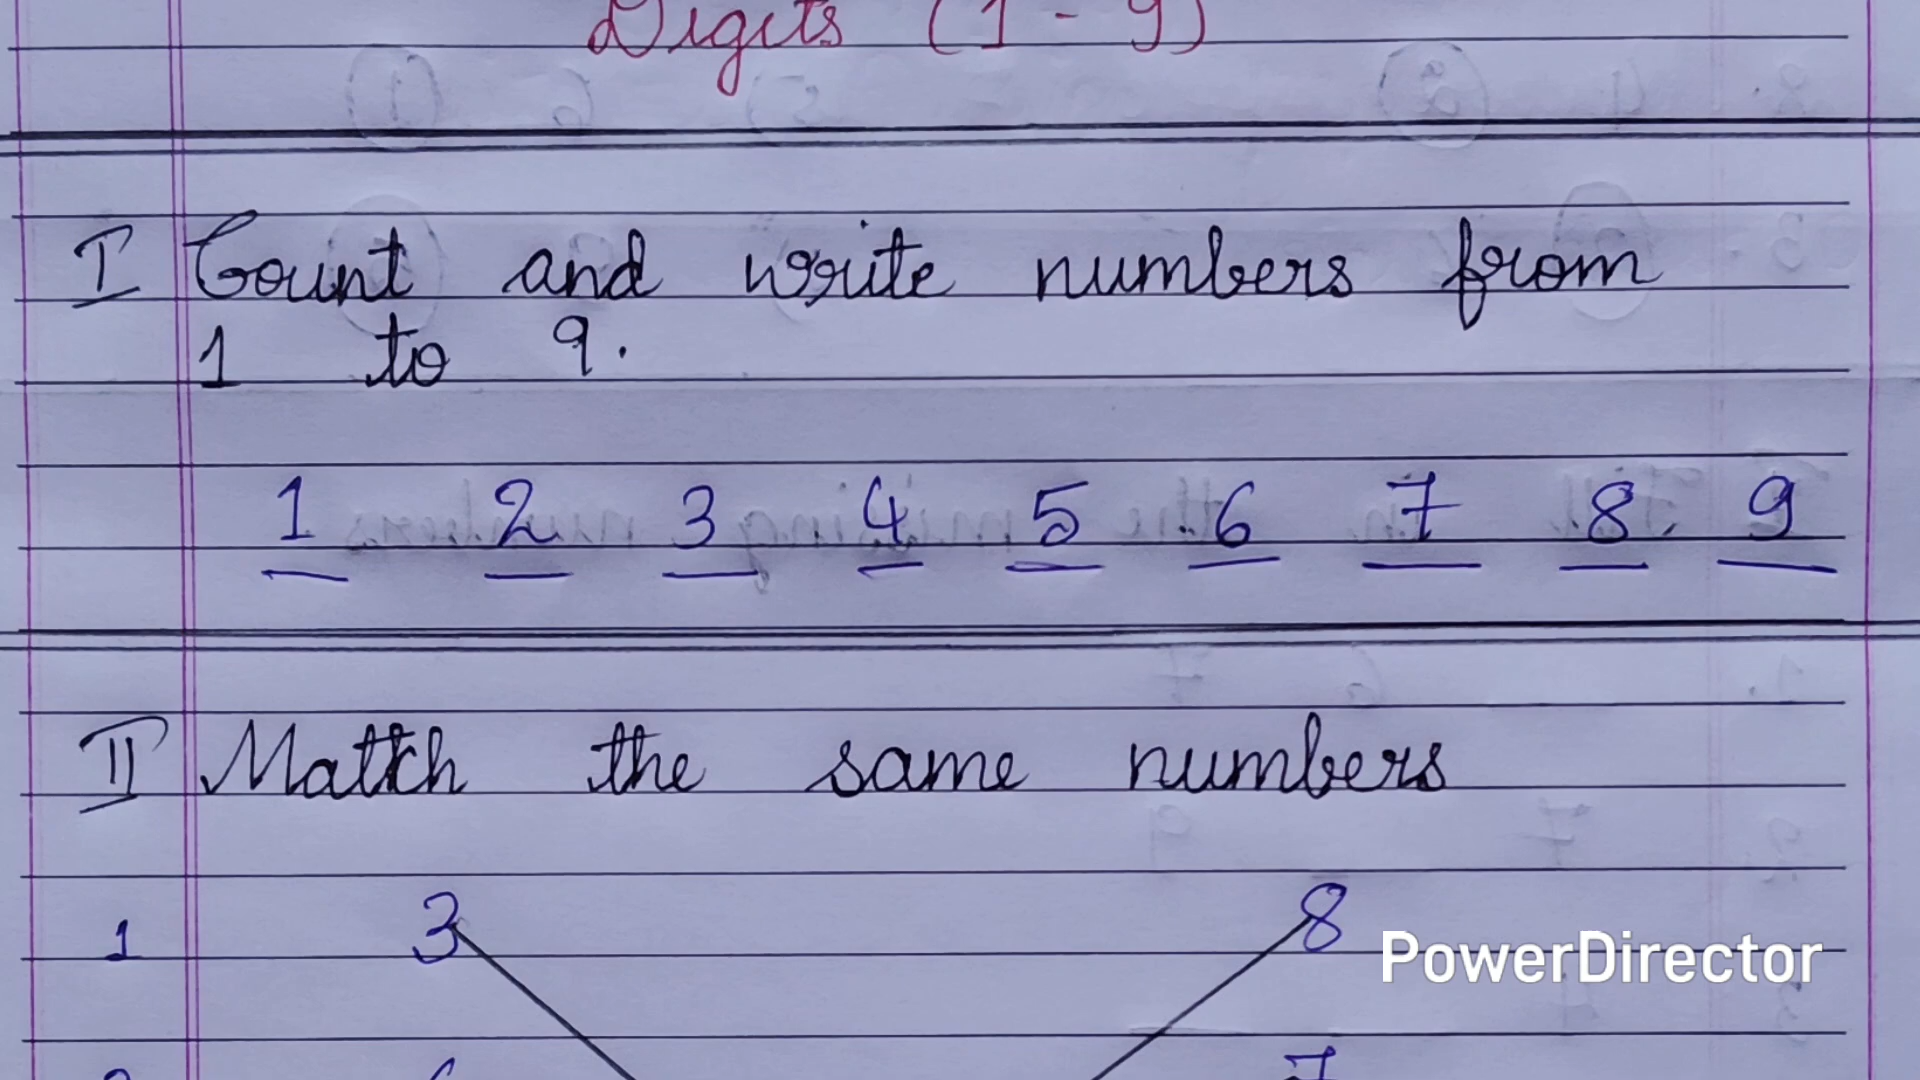 Digits (1 - 9)
I Count and write numbers from
1 to 9.
1 2 3 4 5 6 7 8 9
II Match the same numbers
1 3 8
7
PowerDirector